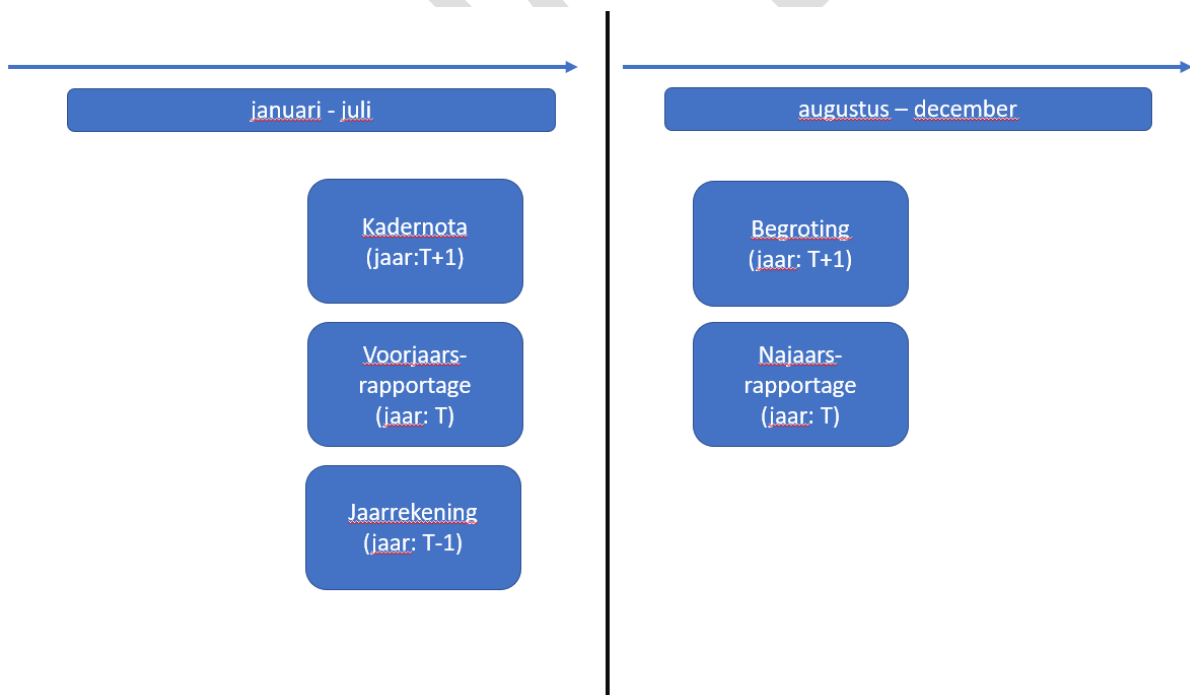 januari - juli
Kadernota
(jaar:T+1)
Voorjaars-
rapportage
(jaar: T)
Jaarrekening
(jaar: T-1)
augustus – december
Begroting
(jaar: T+1)
Najaars-
rapportage
(jaar: T)